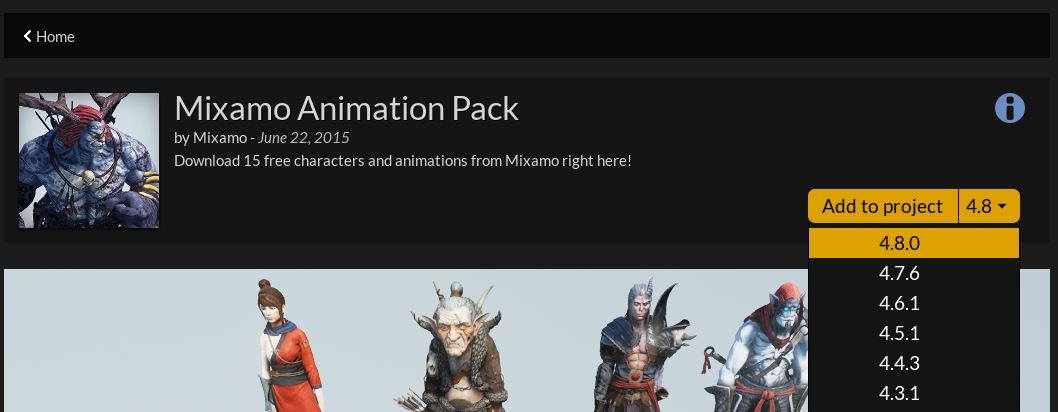 Home
Mixamo Animation Pack
by Mixamo - June 22, 2015
Download 15 free characters and animations from Mixamo right here!
Add to project 4.8
4.8.0
4.7.6
4.6.1
4.5.1
4.4.3
4.3.1